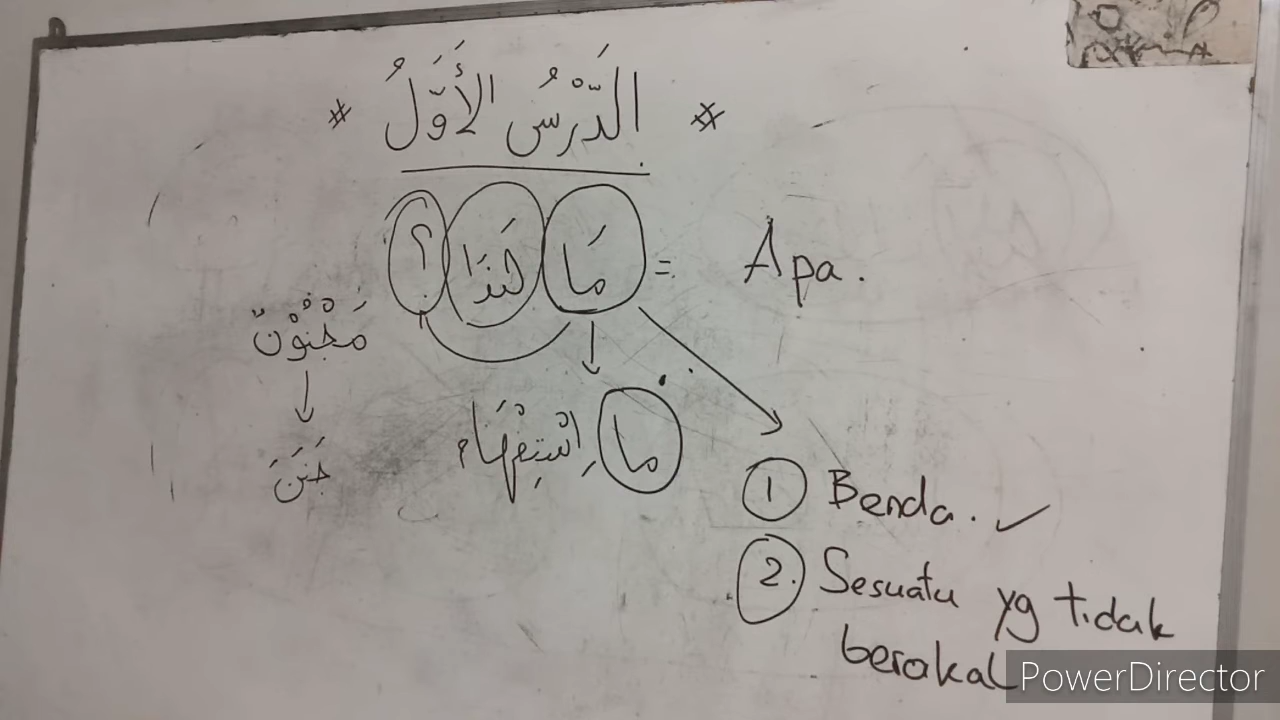 * الدَّرْسُ الأَوَّلُ *
مَا هَذَا ؟ = Apa.
مَجْنُوْنٌ
جَنَنَ
مَا اِسْتِفْهَام
1 Benda. ✓
2. Sesuatu yg tidak
berakal
PowerDirector